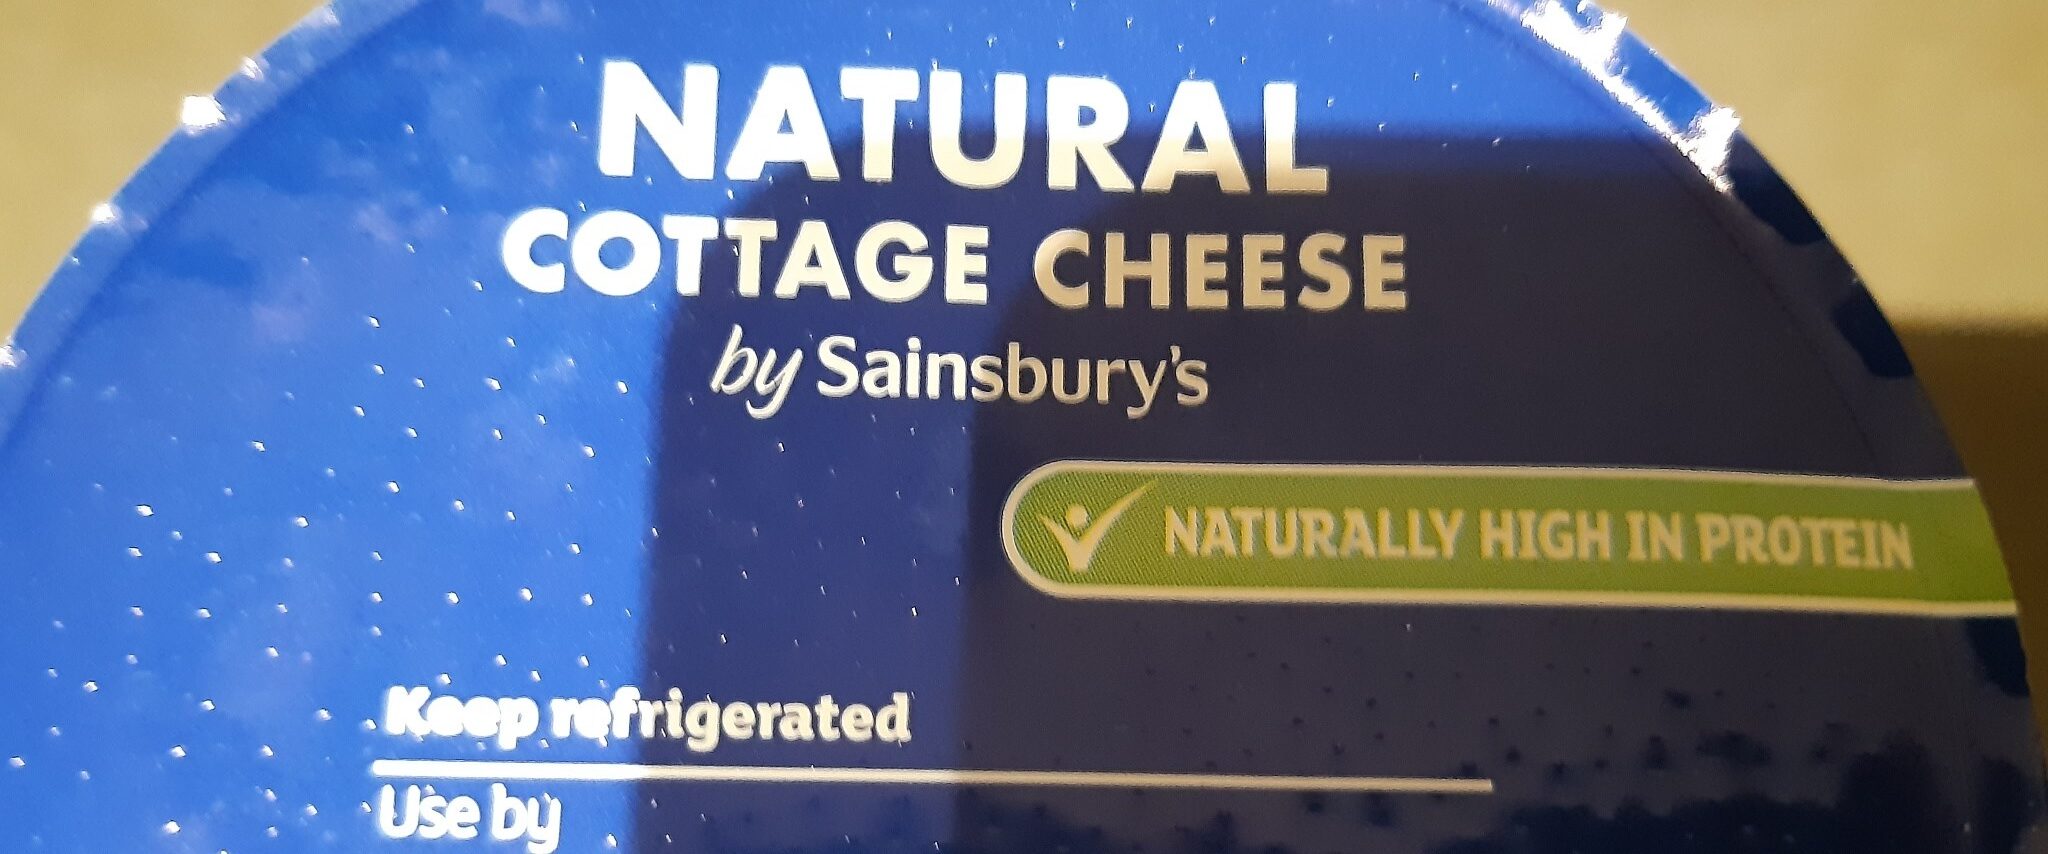 NATURAL
COTTAGE CHEESE
by Sainsbury's
NATURALLY HIGH IN PROTEIN
Keep refrigerated
Use by